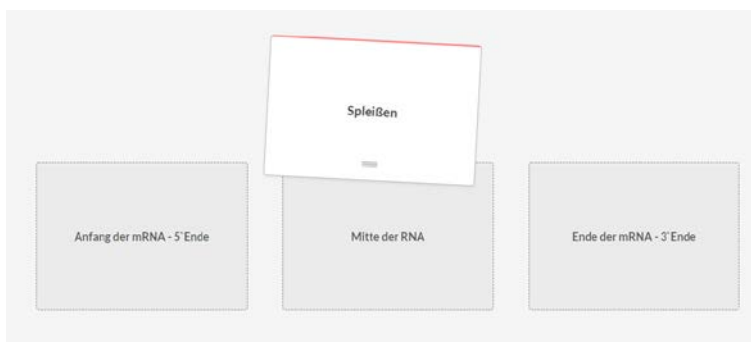 Spleißen
Anfang der mRNA - 5`Ende
Mitte der RNA
Ende der mRNA - 3`Ende